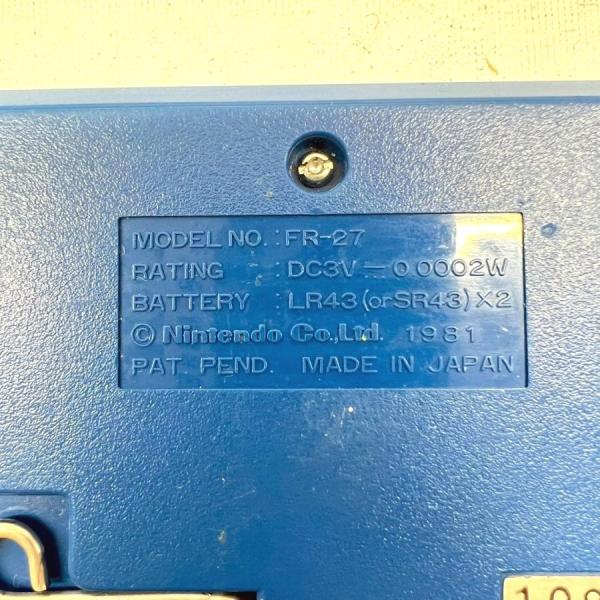 MODEL NO. : FR-27
RATING : DC3V — 0.0002W
BATTERY : LR43 (or SR43) X2
© Nintendo Co., Ltd. 1981
PAT. PEND. MADE IN JAPAN